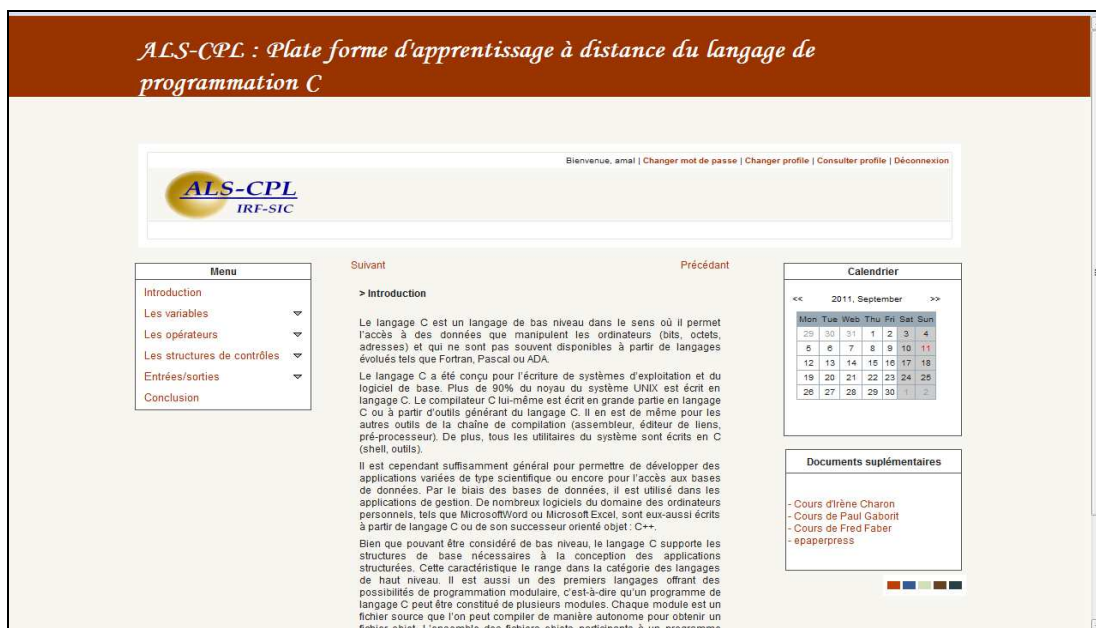 ALS-CPL : Plate forme d'apprentissage à distance du langage de
programmation C
Bienvenue, amal | Changer mot de passe | Changer profile | Consulter profile | Déconnexion
ALS-CPL
IRF-SIC
Menu
Introduction
Les variables
Les opérateurs
Les structures de contrôles
Entrées/sorties
Conclusion
Suivant
Précédant
> Introduction
Le langage C est un langage de bas niveau dans le sens où il permet
l'accès à des données que manipulent les ordinateurs (bits, octets,
adresses) et qui ne sont pas souvent disponibles à partir de langages
évolués tels que Fortran, Pascal ou ADA.
Le langage C a été conçu pour l'écriture de systèmes d'exploitation et du
logiciel de base. Plus de 90% du noyau du système UNIX est écrit en
langage C. Le compilateur C lui-même est écrit en grande partie en langage
C ou à partir d'outils générant du langage C. Il en est de même pour les
autres outils de la chaîne de compilation (assembleur, éditeur de liens,
pré-processeur). De plus, tous les utilitaires du système sont écrits en C
(shell, outils).
Il est cependant suffisamment général pour permettre de développer des
applications variées de type scientifique ou encore pour l'accès aux bases
de données. Par le biais des bases de données, il est utilisé dans les
applications de gestion. De nombreux logiciels du domaine des ordinateurs
personnels, tels que MicrosoftWord ou Microsoft Excel, sont eux-aussi écrits
à partir de langage C ou de son successeur orienté objet : C++.
Bien que pouvant être considéré de bas niveau, le langage C supporte les
structures de base nécessaires à la conception des applications
structurées. Cette caractéristique le range dans la catégorie des langages
de haut niveau. Il est aussi un des premiers langages offrant des
possibilités de programmation modulaire, c'est-à-dire qu'un programme de
langage C peut être constitué de plusieurs modules. Chaque module est un
fichier source que l'on peut compiler de manière autonome pour obtenir un
fichier objet. L'ensemble des fichiers objets participants à un programme
Calendrier
<< 2011, September >>
Mon Tue Web Thu Fri Sat Sun
29 30 31 1 2 3 4
5 6 7 8 9 10 11
12 13 14 15 16 17 18
19 20 21 22 23 24 25
26 27 28 29 30 1 2
Documents suplémentaires
- Cours d'Irène Charon
- Cours de Paul Gaborit
- Cours de Fred Faber
- epaperpress